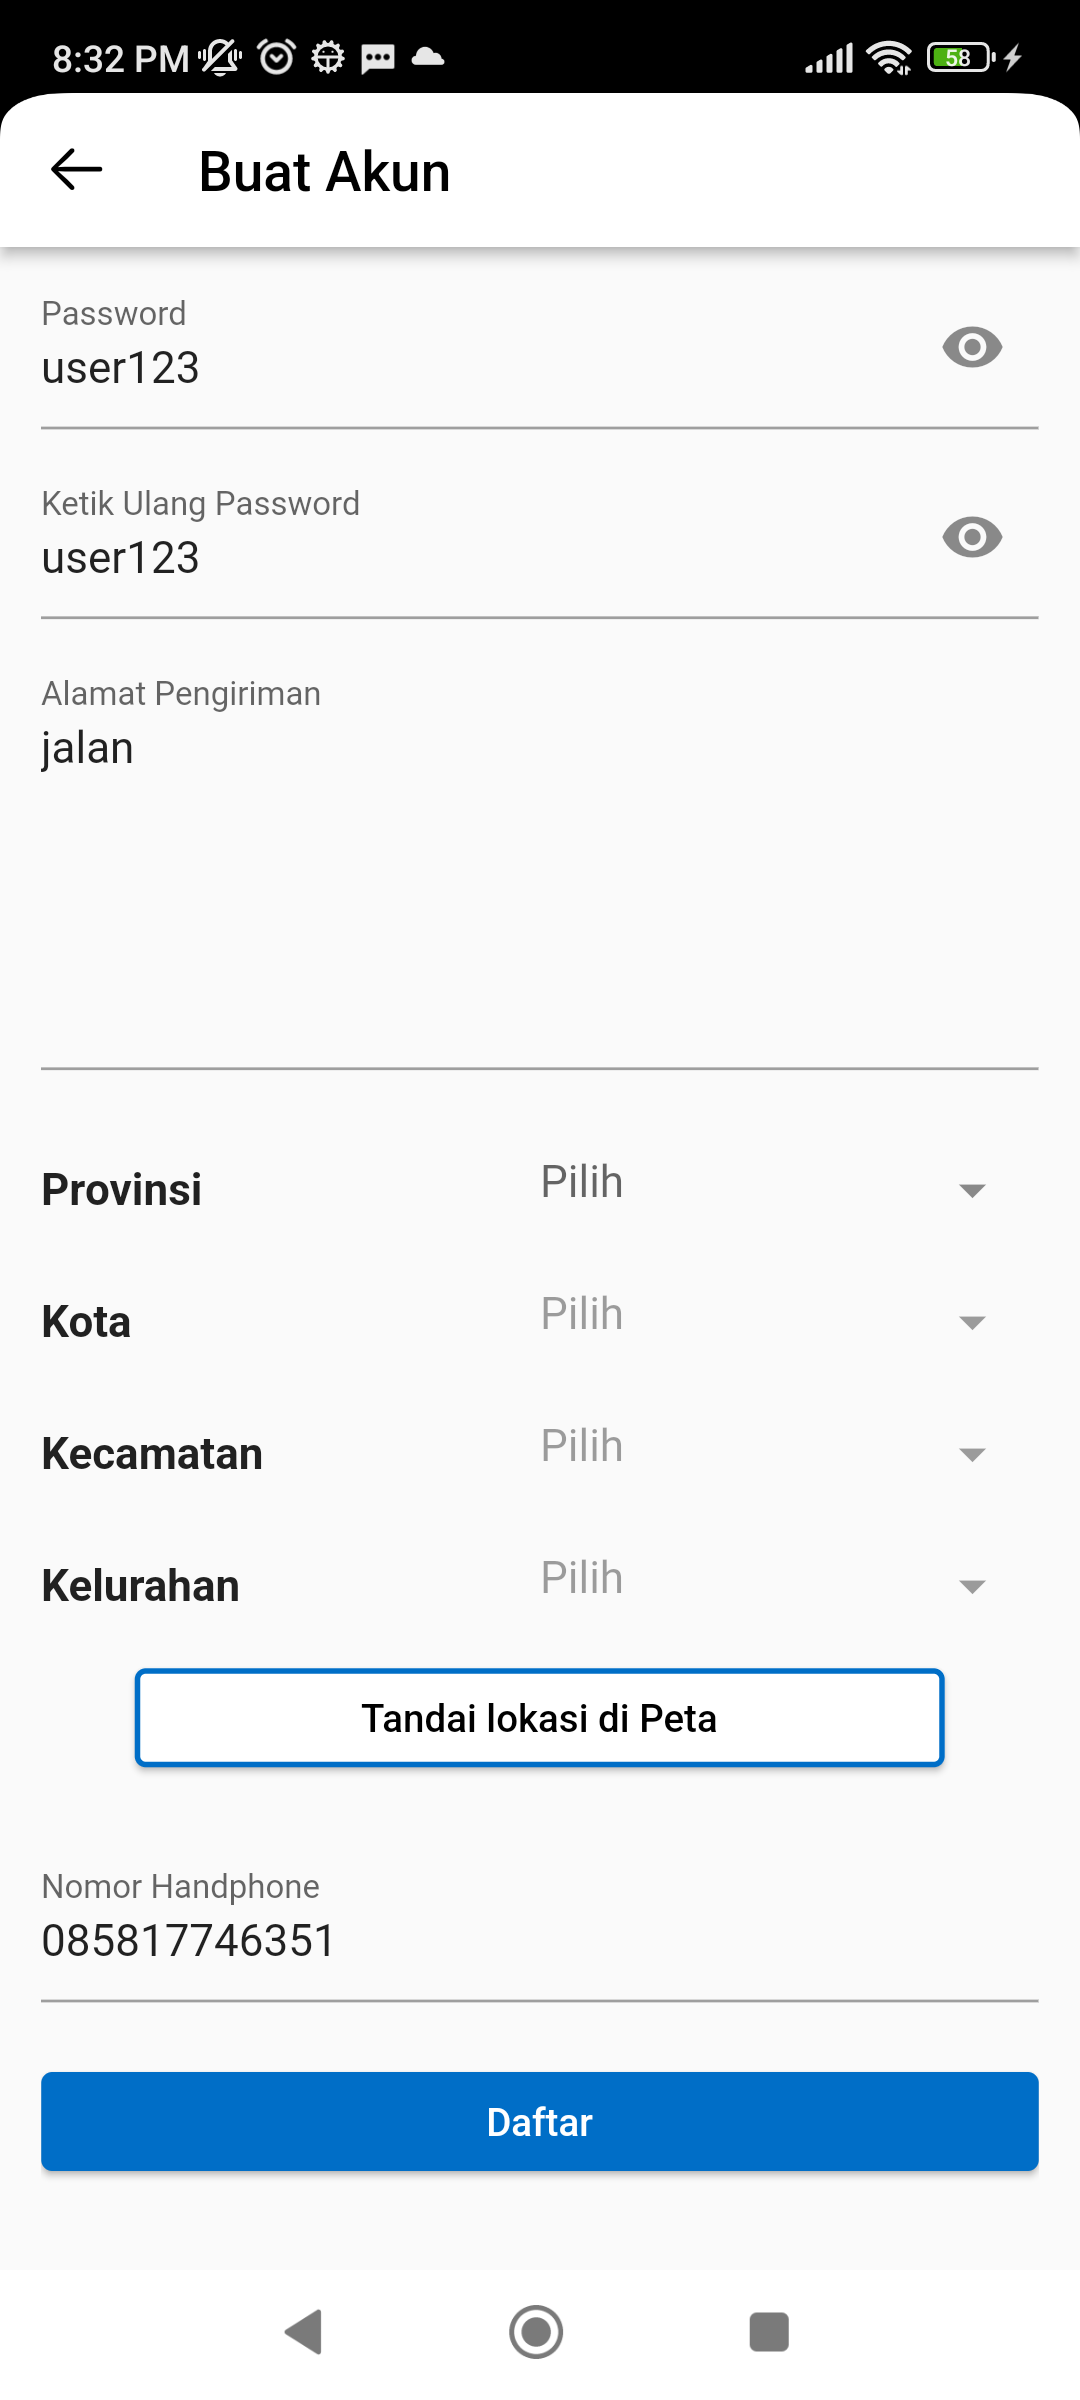 8:32 PM
58
Buat Akun
Password
user123
Ketik Ulang Password
user123
Alamat Pengiriman
jalan
Provinsi Pilih
Kota Pilih
Kecamatan Pilih
Kelurahan Pilih
Tandai lokasi di Peta
Nomor Handphone
085817746351
Daftar